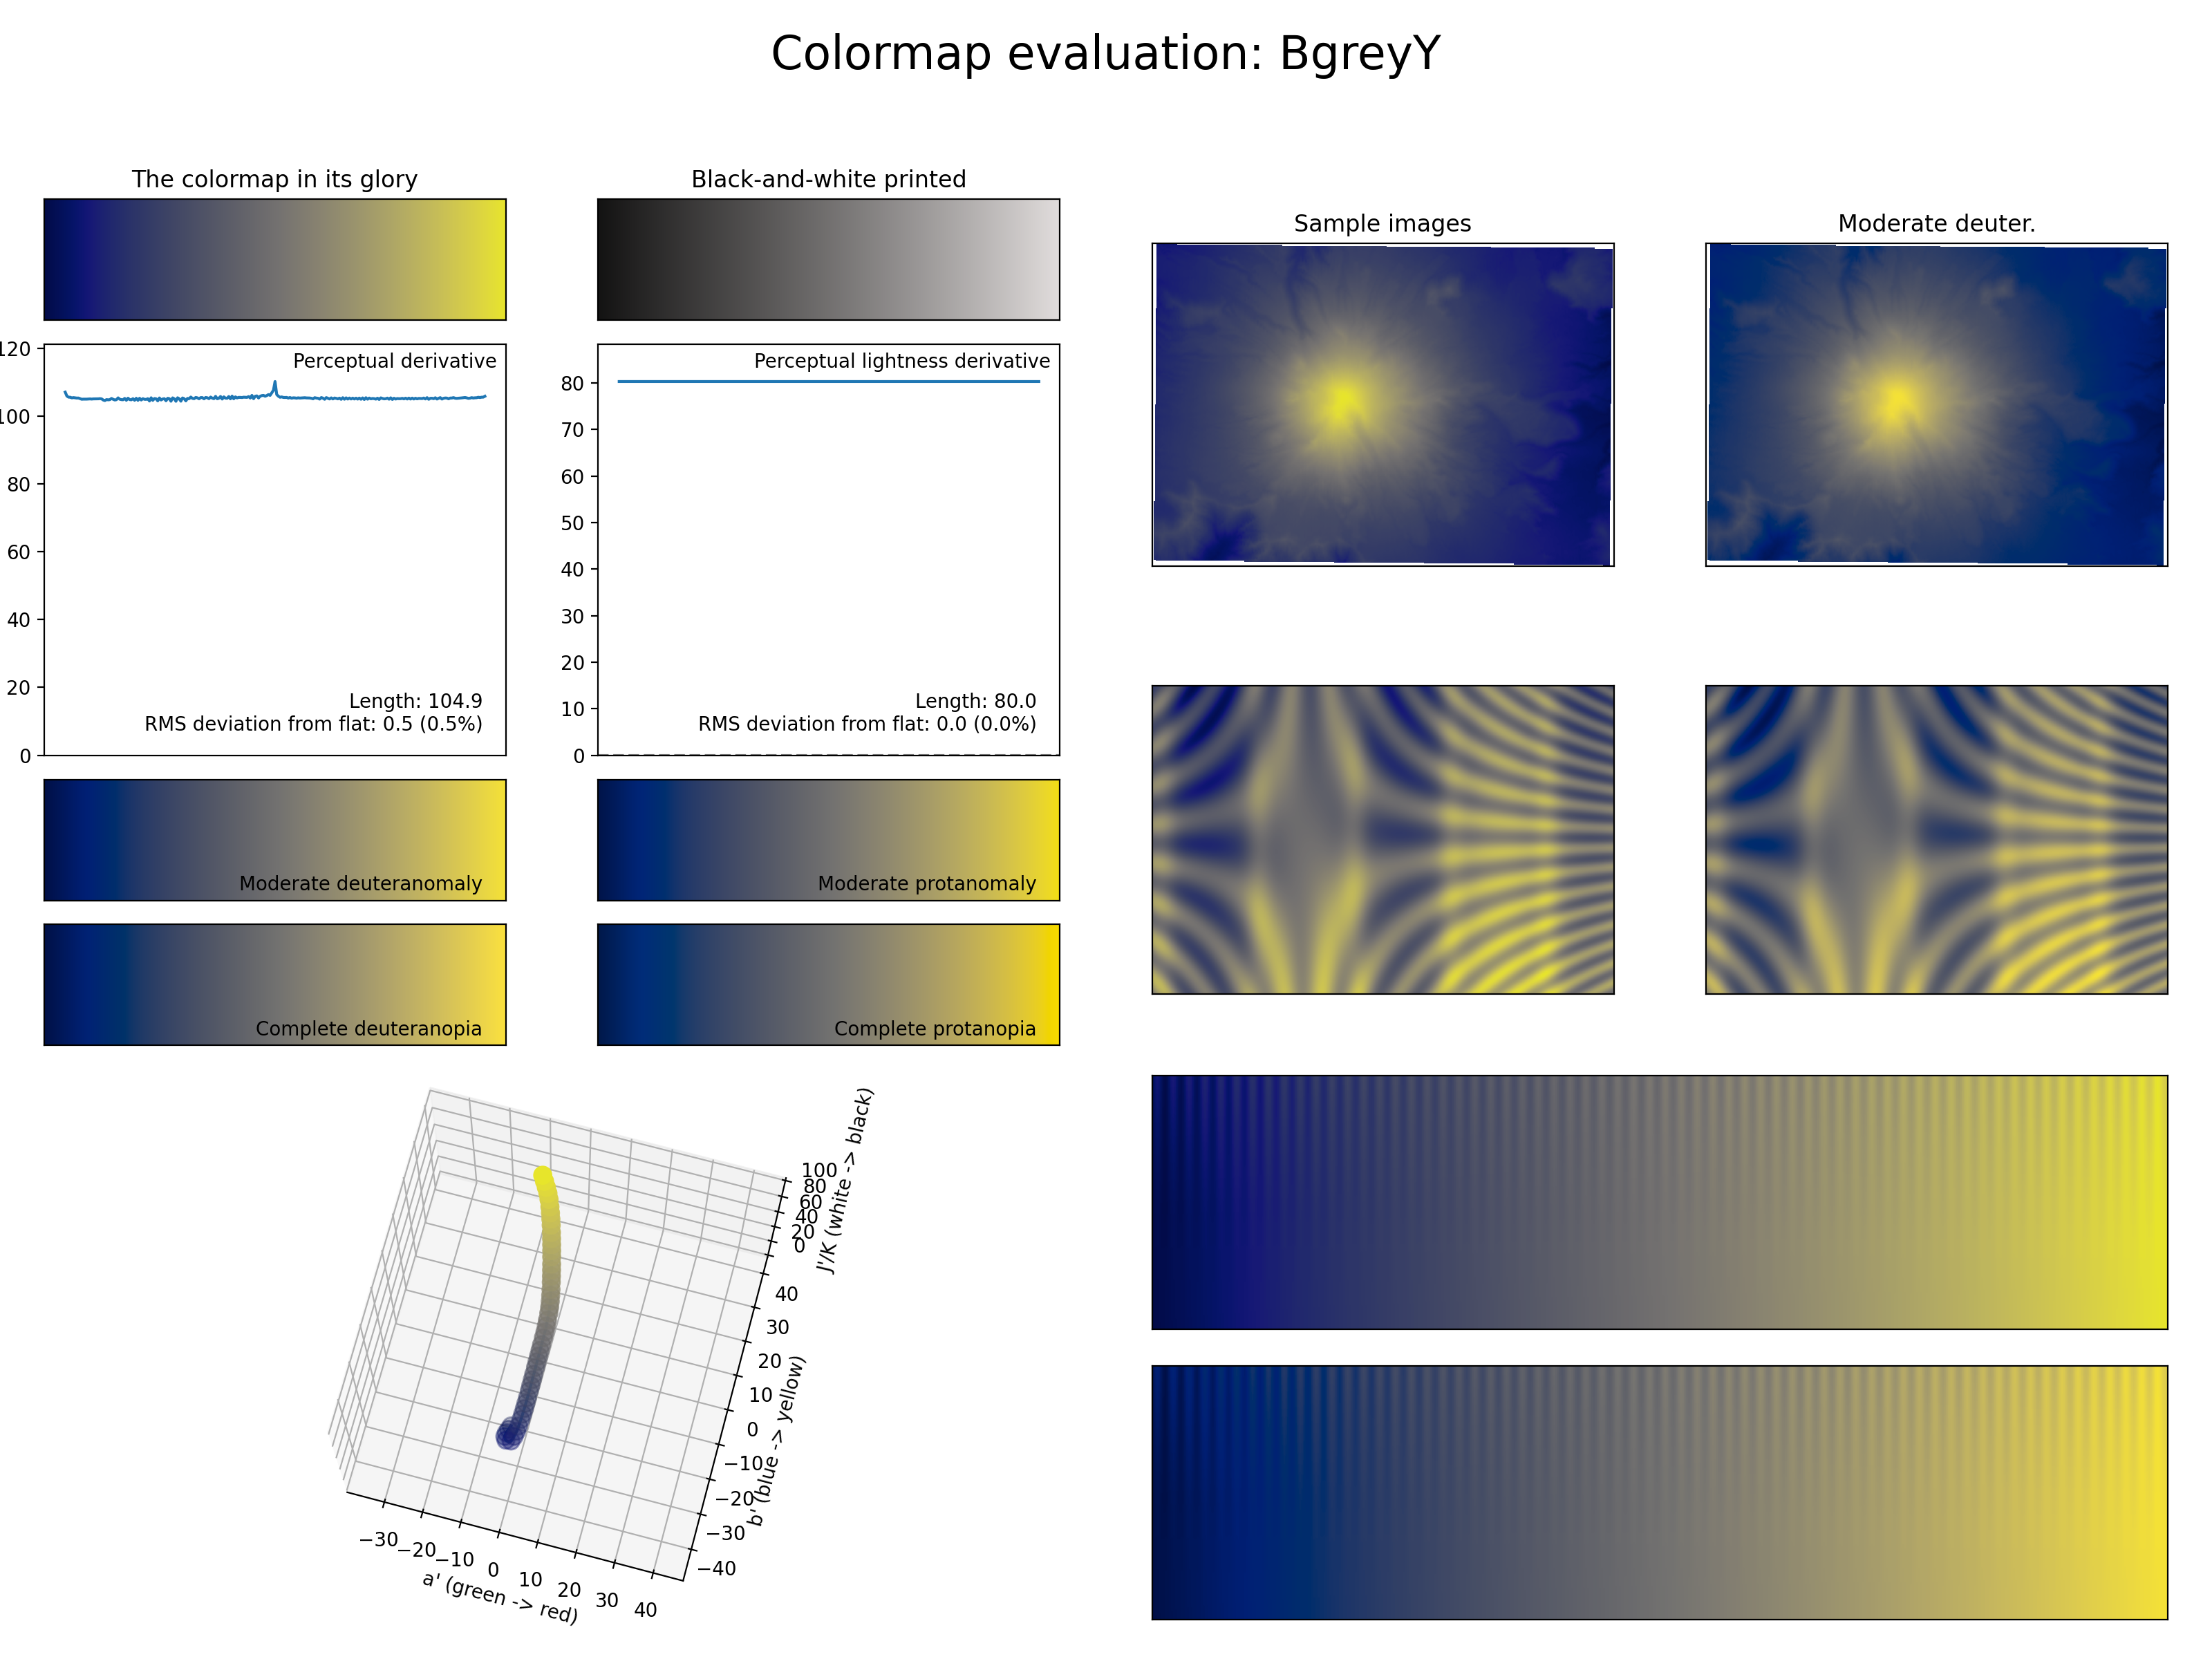 Colormap evaluation: BgreyY
The colormap in its glory
Black-and-white printed
Sample images
Moderate deuter.
Perceptual derivative
120
100
80
60
40
20
0
Length: 104.9
RMS deviation from flat: 0.5 (0.5%)
Perceptual lightness derivative
80
70
60
50
40
30
20
10
0
Length: 80.0
RMS deviation from flat: 0.0 (0.0%)
Moderate deuteranomaly
Moderate protanomaly
Complete deuteranopia
Complete protanopia
100
80
60
40
20
0
J'/K (white -> black)
40
30
20
10
0
−10
−20
−30
−40
b' (blue -> yellow)
−30
−20
−10
0
10
20
30
40
a' (green -> red)